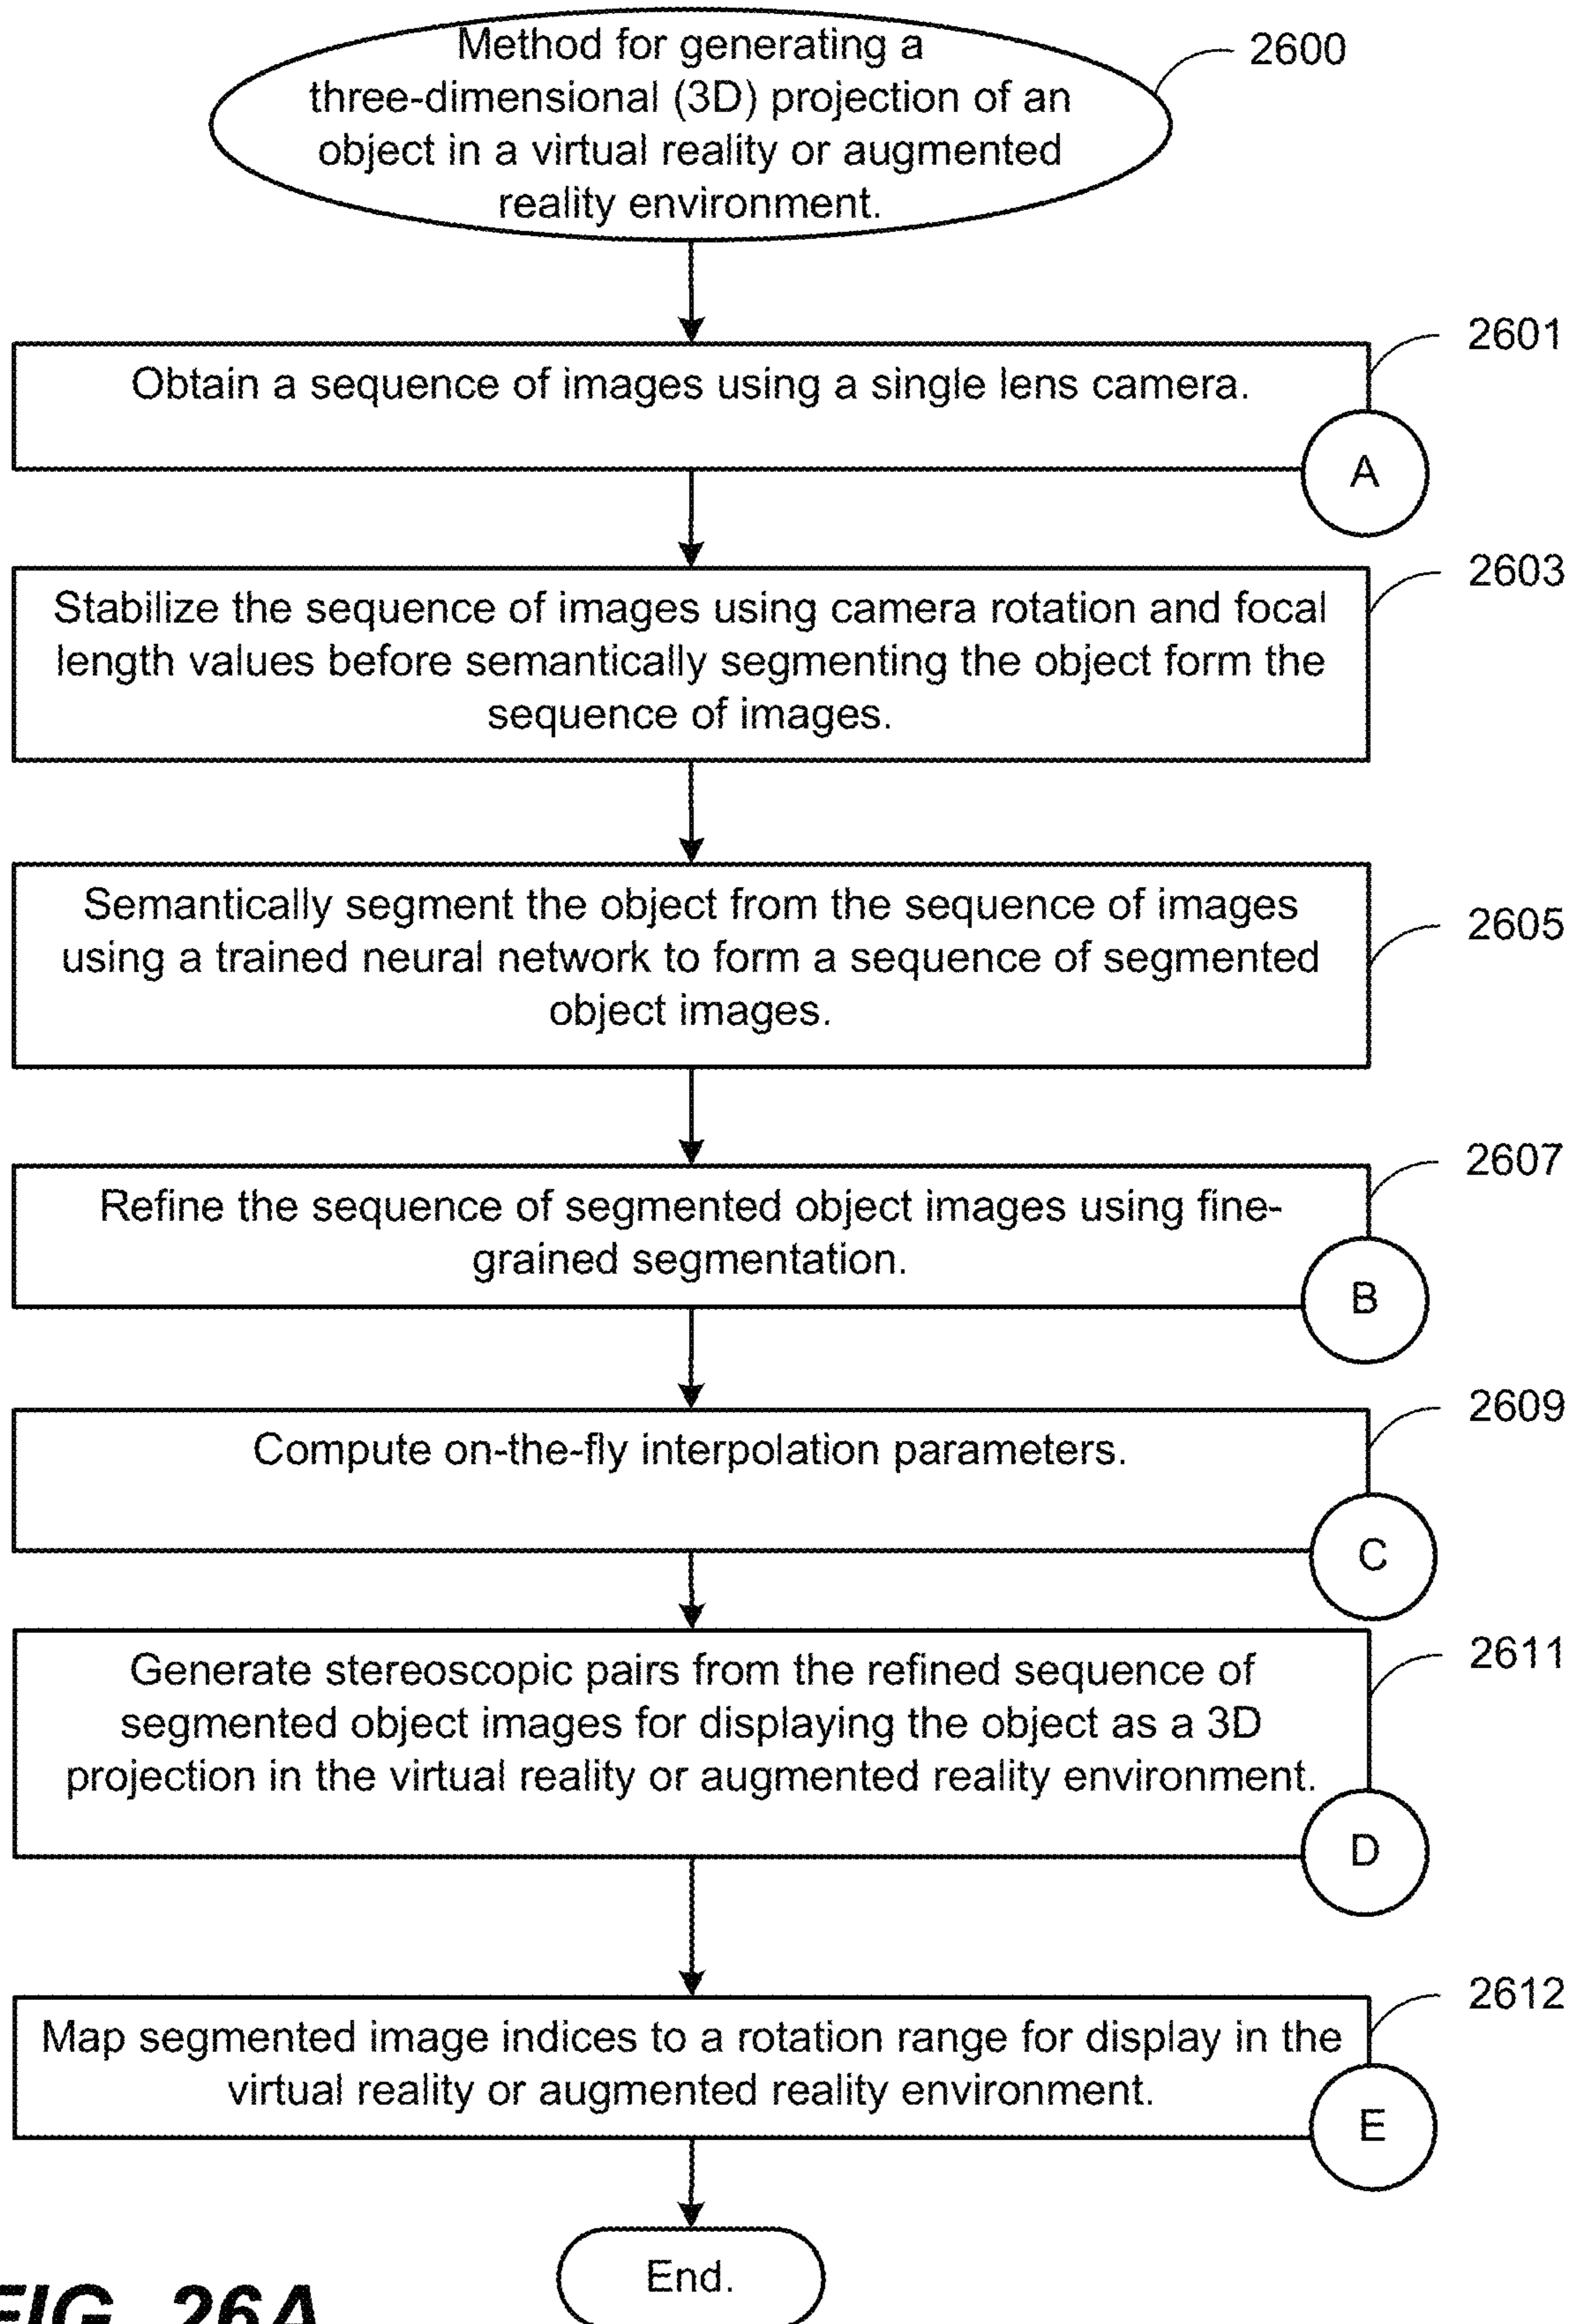 Method for generating a
three-dimensional (3D) projection of an
object in a virtual reality or augmented
reality environment.
2600
2601
Obtain a sequence of images using a single lens camera.
A
2603
Stabilize the sequence of images using camera rotation and focal
length values before semantically segmenting the object form the
sequence of images.
Semantically segment the object from the sequence of images
using a trained neural network to form a sequence of segmented
object images.
2605
2607
Refine the sequence of segmented object images using fine-
grained segmentation.
B
2609
Compute on-the-fly interpolation parameters.
C
2611
Generate stereoscopic pairs from the refined sequence of
segmented object images for displaying the object as a 3D
projection in the virtual reality or augmented reality environment.
D
2612
Map segmented image indices to a rotation range for display in the
virtual reality or augmented reality environment.
E
End.
FIG. 26A